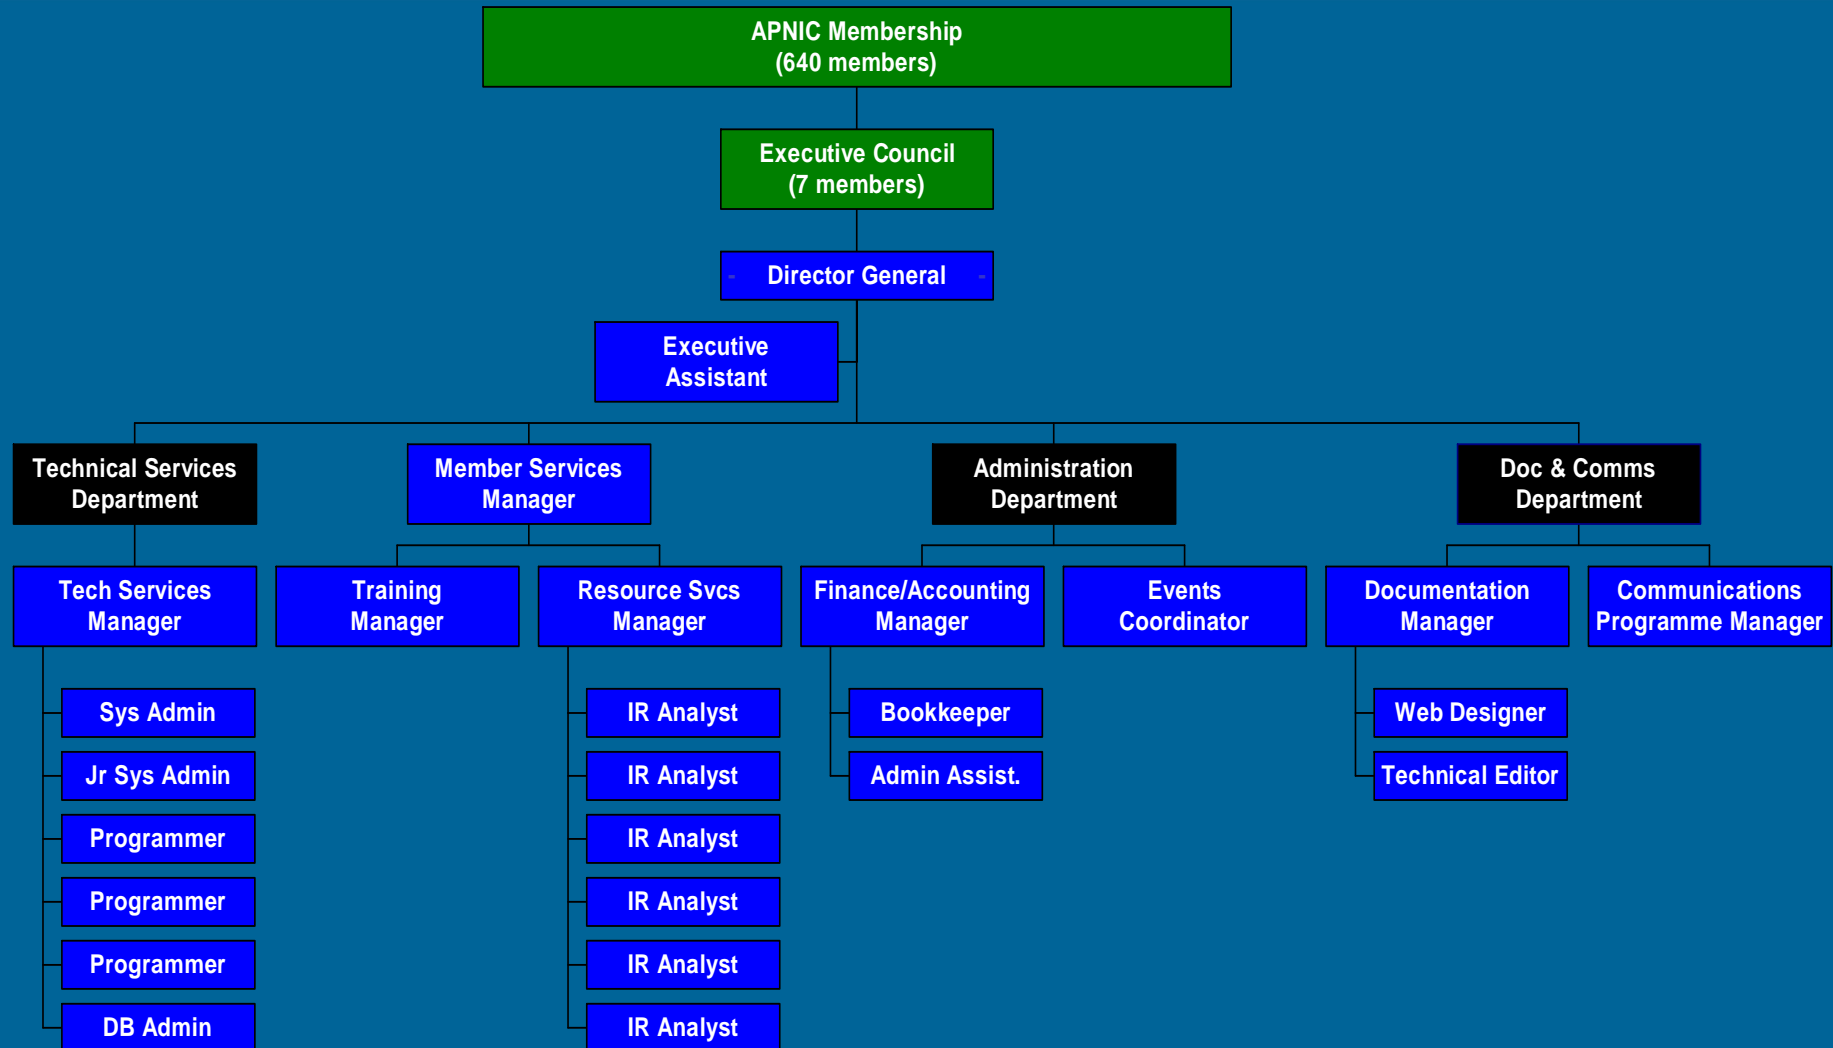 APNIC Membership
(640 members)
Executive Council
(7 members)
- Director General -
Executive
Assistant
Technical Services
Department
Member Services
Manager
Administration
Department
Doc & Comms
Department
Tech Services
Manager
Training
Manager
Resource Svcs
Manager
Finance/Accounting
Manager
Events
Coordinator
Documentation
Manager
Communications
Programme Manager
Sys Admin
Jr Sys Admin
Programmer
Programmer
Programmer
DB Admin
IR Analyst
IR Analyst
IR Analyst
IR Analyst
IR Analyst
IR Analyst
Bookkeeper
Admin Assist.
Web Designer
Technical Editor